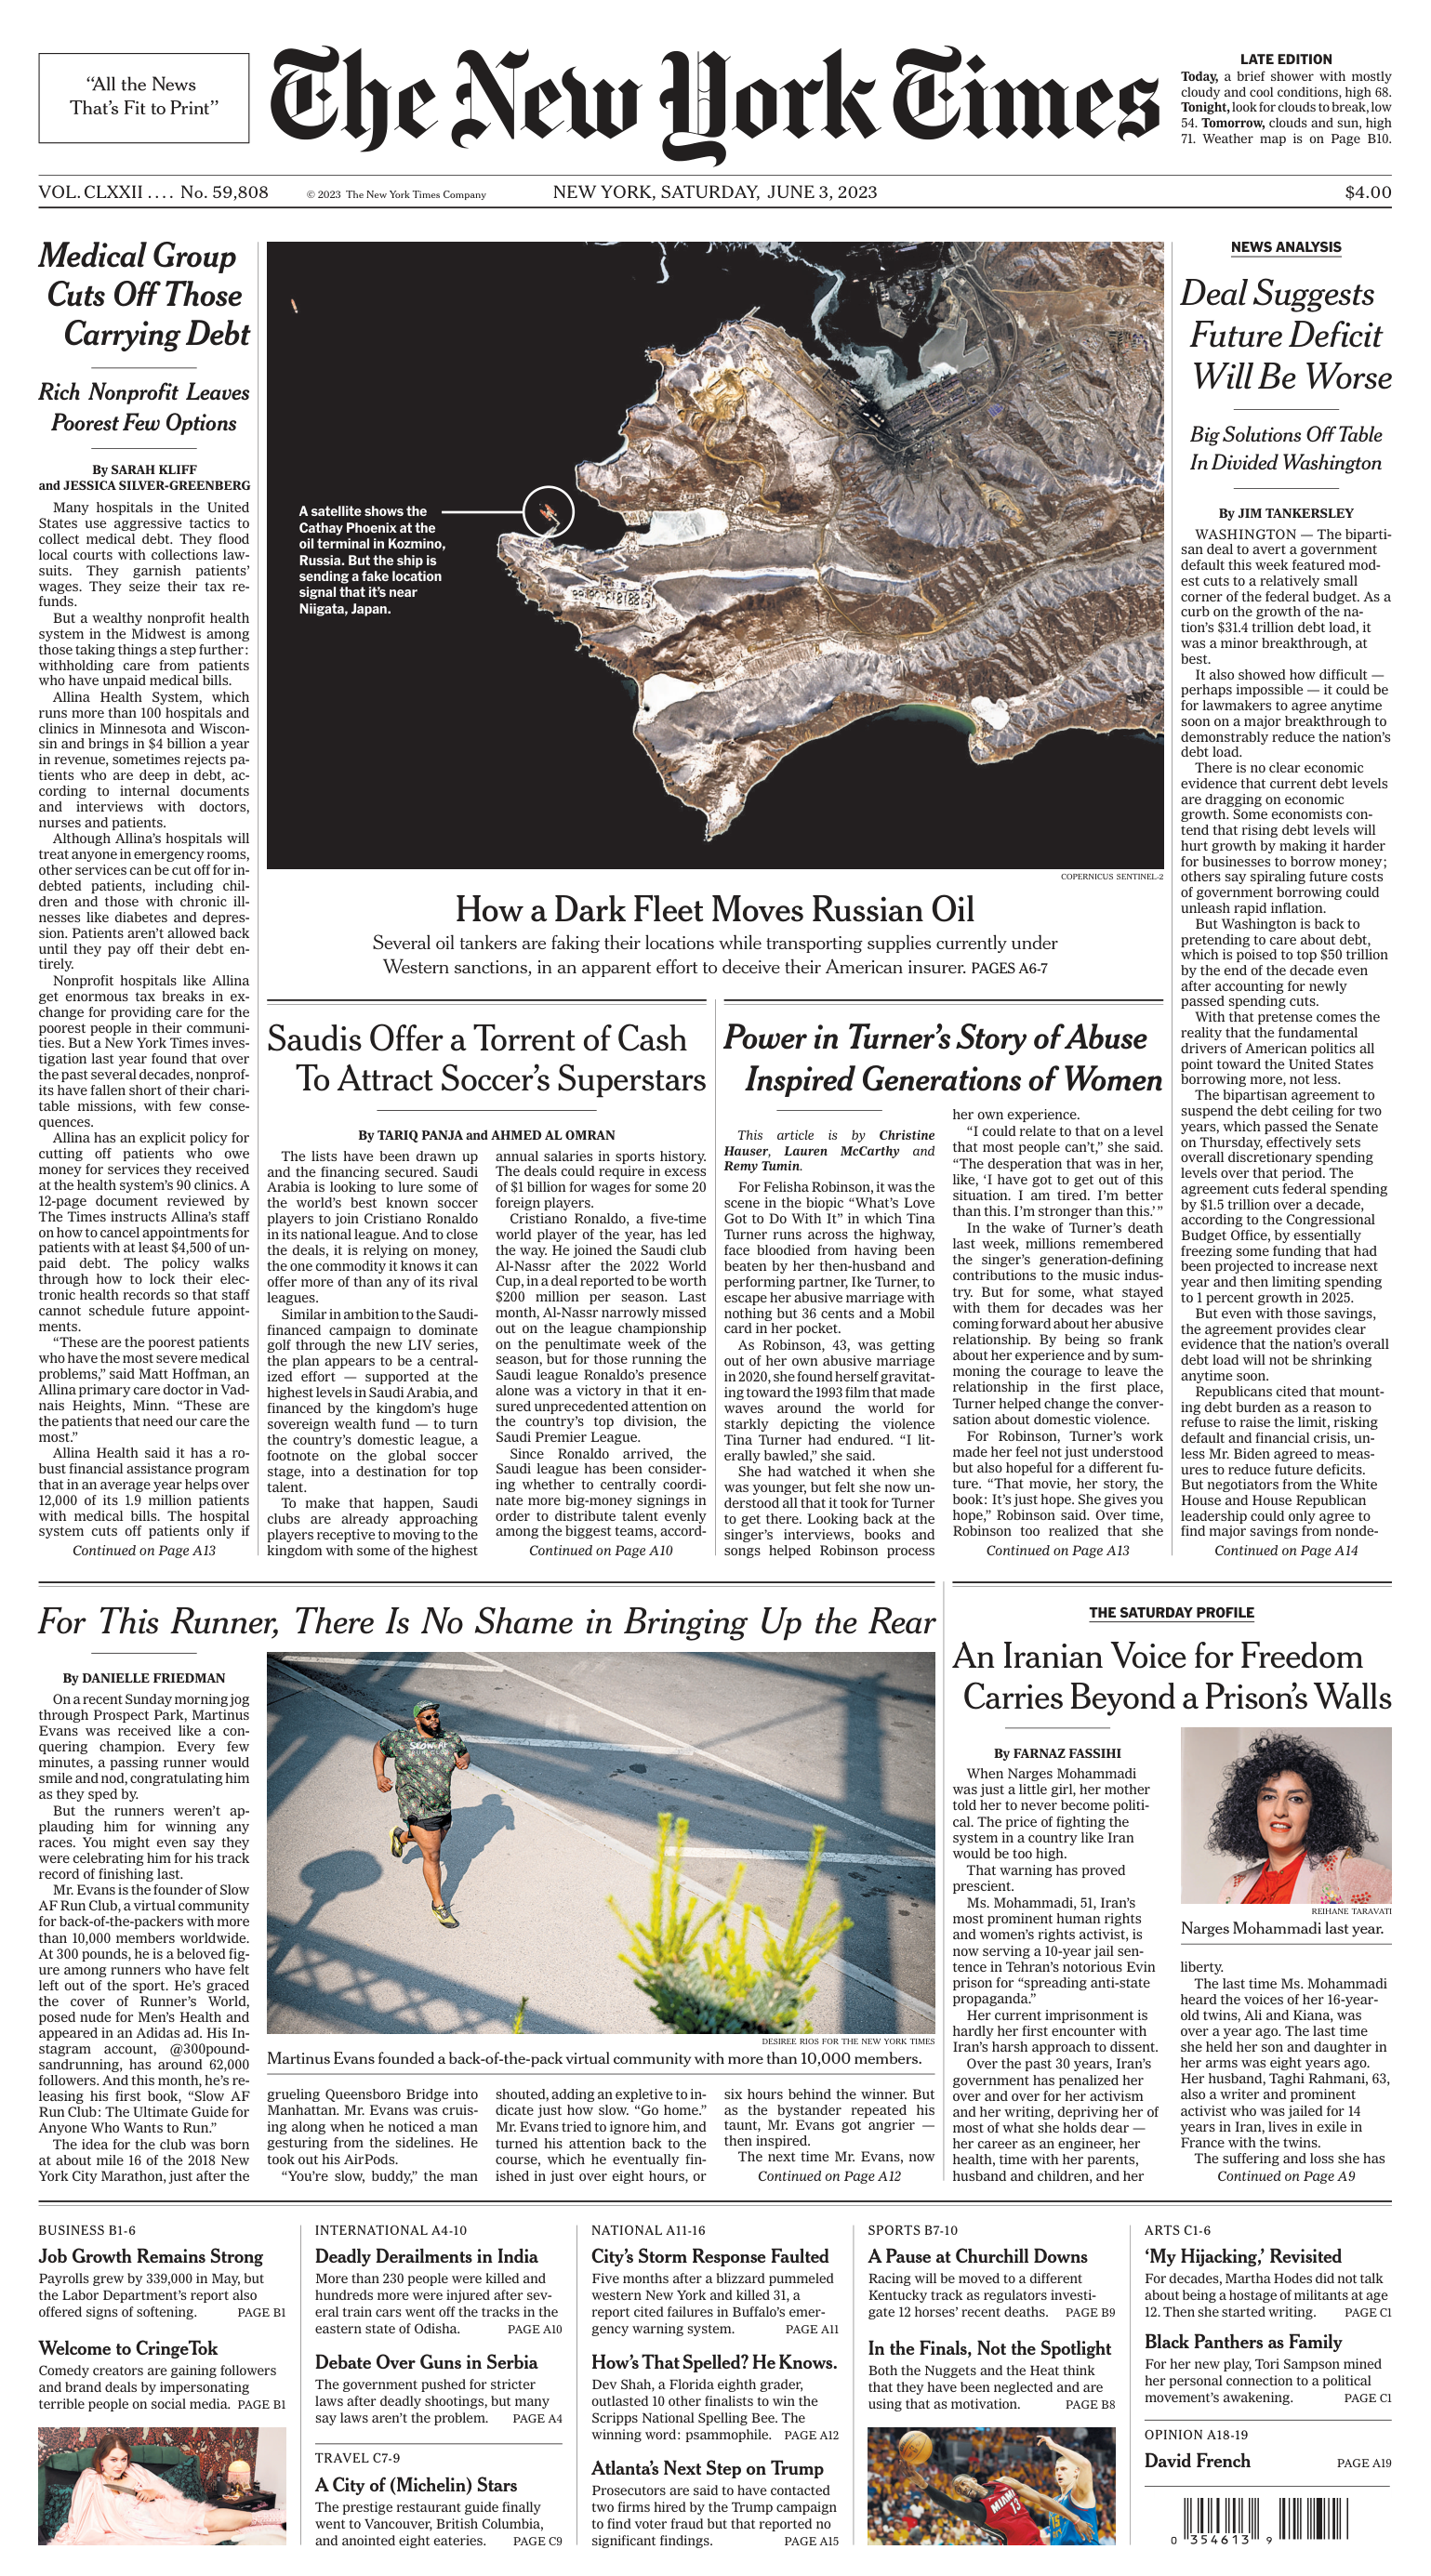 “All the News
That’s Fit to Print”
The New York Times
LATE EDITION
Today, a brief shower with mostly
cloudy and cool conditions, high 68.
Tonight, look for clouds to break, low
54. Tomorrow, clouds and sun, high
71. Weather map is on Page B10.
VOL. CLXXII .... No. 59,808
© 2023 The New York Times Company
NEW YORK, SATURDAY, JUNE 3, 2023
$4.00
Medical Group
Cuts Off Those
Carrying Debt
Rich Nonprofit Leaves
Poorest Few Options
By SARAH KLIFF
and JESSICA SILVER-GREENBERG
Many hospitals in the United
States use aggressive tactics to
collect medical debt. They flood
local courts with collections law-
suits. They garnish patients’
wages. They seize their tax re-
funds.
But a wealthy nonprofit health
system in the Midwest is among
those taking things a step further:
withholding care from patients
who have unpaid medical bills.
Allina Health System, which
runs more than 100 hospitals and
clinics in Minnesota and Wiscon-
sin and brings in $4 billion a year
in revenue, sometimes rejects pa-
tients who are deep in debt, ac-
cording to internal documents
and interviews with doctors,
nurses and patients.
Although Allina’s hospitals will
treat anyone in emergency rooms,
other services can be cut off for in-
debted patients, including chil-
dren and those with chronic ill-
nesses like diabetes and depres-
sion. Patients aren’t allowed back
until they pay off their debt en-
tirely.
Nonprofit hospitals like Allina
get enormous tax breaks in ex-
change for providing care for the
poorest people in their communi-
ties. But a New York Times inves-
tigation last year found that over
the past several decades, nonprof-
its have fallen short of their chari-
table missions, with few conse-
quences.
Allina has an explicit policy for
cutting off patients who owe
money for services they received
at the health system’s 90 clinics. A
12-page document reviewed by
The Times instructs Allina’s staff
on how to cancel appointments for
patients with at least $4,500 of un-
paid debt. The policy walks
through how to lock their elec-
tronic health records so that staff
cannot schedule future appoint-
ments.
“These are the poorest patients
who have the most severe medical
problems,” said Matt Hoffman, an
Allina primary care doctor in Vad-
nais Heights, Minn. “These are
the patients that need our care the
most.”
Allina Health said it has a ro-
bust financial assistance program
that in an average year helps over
12,000 of its 1.9 million patients
with medical bills. The hospital
system cuts off patients only if
Continued on Page A13
A satellite shows the
Cathay Phoenix at the
oil terminal in Kozmino,
Russia. But the ship is
sending a fake location
signal that it’s near
Niigata, Japan.
COPERNICUS SENTINEL-2
How a Dark Fleet Moves Russian Oil
Several oil tankers are faking their locations while transporting supplies currently under
Western sanctions, in an apparent effort to deceive their American insurer. PAGES A6-7
Saudis Offer a Torrent of Cash
To Attract Soccer’s Superstars
By TARIQ PANJA and AHMED AL OMRAN
The lists have been drawn up
and the financing secured. Saudi
Arabia is looking to lure some of
the world’s best known soccer
players to join Cristiano Ronaldo
in its national league. And to close
the deals, it is relying on money,
the one commodity it knows it can
offer more of than any of its rival
leagues.
Similar in ambition to the Saudi-
financed campaign to dominate
golf through the new LIV series,
the plan appears to be a central-
ized effort — supported at the
highest levels in Saudi Arabia, and
financed by the kingdom’s huge
sovereign wealth fund — to turn
the country’s domestic league, a
footnote on the global soccer
stage, into a destination for top
talent.
To make that happen, Saudi
clubs are already approaching
players receptive to moving to the
kingdom with some of the highest
annual salaries in sports history.
The deals could require in excess
of $1 billion for wages for some 20
foreign players.
Cristiano Ronaldo, a five-time
world player of the year, has led
the way. He joined the Saudi club
Al-Nassr after the 2022 World
Cup, in a deal reported to be worth
$200 million per season. Last
month, Al-Nassr narrowly missed
out on the league championship
on the penultimate week of the
season, but for those running the
Saudi league Ronaldo’s presence
alone was a victory in that it en-
sured unprecedented attention on
the country’s top division, the
Saudi Premier League.
Since Ronaldo arrived, the
Saudi league has been consider-
ing whether to centrally coordi-
nate more big-money signings in
order to distribute talent evenly
among the biggest teams, accord-
Continued on Page A10
Power in Turner’s Story of Abuse
Inspired Generations of Women
This article is by Christine
Hauser, Lauren McCarthy and
Remy Tumin.
For Felisha Robinson, it was the
scene in the biopic “What’s Love
Got to Do With It” in which Tina
Turner runs across the highway,
face bloodied from having been
beaten by her then-husband and
performing partner, Ike Turner, to
escape her abusive marriage with
nothing but 36 cents and a Mobil
card in her pocket.
As Robinson, 43, was getting
out of her own abusive marriage
in 2020, she found herself gravitat-
ing toward the 1993 film that made
waves around the world for
starkly depicting the violence
Tina Turner had endured. “I lit-
erally bawled,” she said.
She had watched it when she
was younger, but felt she now un-
derstood all that it took for Turner
to get there. Looking back at the
singer’s interviews, books and
songs helped Robinson process
her own experience.
“I could relate to that on a level
that most people can’t,” she said.
“The desperation that was in her,
like, ‘I have got to get out of this
situation. I am tired. I’m better
than this. I’m stronger than this.’”
In the wake of Turner’s death
last week, millions remembered
the singer’s generation-defining
contributions to the music indus-
try. But for some, what stayed
with them for decades was her
coming forward about her abusive
relationship. By being so frank
about her experience and by sum-
moning the courage to leave the
relationship in the first place,
Turner helped change the conver-
sation about domestic violence.
For Robinson, Turner’s work
made her feel not just understood
but also hopeful for a different fu-
ture. “That movie, her story, the
book: It’s just hope. She gives you
hope,” Robinson said. Over time,
Robinson too realized that she
Continued on Page A13
NEWS ANALYSIS
Deal Suggests
Future Deficit
Will Be Worse
Big Solutions Off Table
In Divided Washington
By JIM TANKERSLEY
WASHINGTON — The biparti-
san deal to avert a government
default this week featured mod-
est cuts to a relatively small
corner of the federal budget. As a
curb on the growth of the na-
tion’s $31.4 trillion debt load, it
was a minor breakthrough, at
best.
It also showed how difficult —
perhaps impossible — it could be
for lawmakers to agree anytime
soon on a major breakthrough to
demonstrably reduce the nation’s
debt load.
There is no clear economic
evidence that current debt levels
are dragging on economic
growth. Some economists con-
tend that rising debt levels will
hurt growth by making it harder
for businesses to borrow money;
others say spiraling future costs
of government borrowing could
unleash rapid inflation.
But Washington is back to
pretending to care about debt,
which is poised to top $50 trillion
by the end of the decade even
after accounting for newly
passed spending cuts.
With that pretense comes the
reality that the fundamental
drivers of American politics all
point toward the United States
borrowing more, not less.
The bipartisan agreement to
suspend the debt ceiling for two
years, which passed the Senate
on Thursday, effectively sets
overall discretionary spending
levels over that period. The
agreement cuts federal spending
by $1.5 trillion over a decade,
according to the Congressional
Budget Office, by essentially
freezing some funding that had
been projected to increase next
year and then limiting spending
to 1 percent growth in 2025.
But even with those savings,
the agreement provides clear
evidence that the nation’s overall
debt load will not be shrinking
anytime soon.
Republicans cited that mount-
ing debt burden as a reason to
refuse to raise the limit, risking
default and financial crisis, un-
less Mr. Biden agreed to meas-
ures to reduce future deficits.
But negotiators from the White
House and House Republican
leadership could only agree to
find major savings from nonde-
Continued on Page A14
For This Runner, There Is No Shame in Bringing Up the Rear
By DANIELLE FRIEDMAN
On a recent Sunday morning jog
through Prospect Park, Martinus
Evans was received like a con-
quering champion. Every few
minutes, a passing runner would
smile and nod, congratulating him
as they sped by.
But the runners weren’t ap-
plauding him for winning any
races. You might even say they
were celebrating him for his track
record of finishing last.
Mr. Evans is the founder of Slow
AF Run Club, a virtual community
for back-of-the-packers with more
than 10,000 members worldwide.
At 300 pounds, he is a beloved fig-
ure among runners who have felt
left out of the sport. He’s graced
the cover of Runner’s World,
posed nude for Men’s Health and
appeared in an Adidas ad. His In-
stagram account, @300pound-
sandrunning, has around 62,000
followers. And this month, he’s re-
leasing his first book, “Slow AF
Run Club: The Ultimate Guide for
Anyone Who Wants to Run.”
The idea for the club was born
at about mile 16 of the 2018 New
York City Marathon, just after the
SLOW AF
DESIREE RIOS FOR THE NEW YORK TIMES
Martinus Evans founded a back-of-the-pack virtual community with more than 10,000 members.
grueling Queensboro Bridge into
Manhattan. Mr. Evans was cruis-
ing along when he noticed a man
gesturing from the sidelines. He
took out his AirPods.
“You’re slow, buddy,” the man
shouted, adding an expletive to in-
dicate just how slow. “Go home.”
Mr. Evans tried to ignore him, and
turned his attention back to the
course, which he eventually fin-
ished in just over eight hours, or
six hours behind the winner. But
as the bystander repeated his
taunt, Mr. Evans got angrier —
then inspired.
The next time Mr. Evans, now
Continued on Page A12
THE SATURDAY PROFILE
An Iranian Voice for Freedom
Carries Beyond a Prison’s Walls
By FARNAZ FASSIHI
When Narges Mohammadi
was just a little girl, her mother
told her to never become politi-
cal. The price of fighting the
system in a country like Iran
would be too high.
That warning has proved
prescient.
Ms. Mohammadi, 51, Iran’s
most prominent human rights
and women’s rights activist, is
now serving a 10-year jail sen-
tence in Tehran’s notorious Evin
prison for “spreading anti-state
propaganda.”
Her current imprisonment is
hardly her first encounter with
Iran’s harsh approach to dissent.
Over the past 30 years, Iran’s
government has penalized her
over and over for her activism
and her writing, depriving her of
most of what she holds dear —
her career as an engineer, her
health, time with her parents,
husband and children, and her
REIHANE TARAVATI
Narges Mohammadi last year.
liberty.
The last time Ms. Mohammadi
heard the voices of her 16-year-
old twins, Ali and Kiana, was
over a year ago. The last time
she held her son and daughter in
her arms was eight years ago.
Her husband, Taghi Rahmani, 63,
also a writer and prominent
activist who was jailed for 14
years in Iran, lives in exile in
France with the twins.
The suffering and loss she has
Continued on Page A9
BUSINESS B1-6
Job Growth Remains Strong
Payrolls grew by 339,000 in May, but
the Labor Department’s report also
offered signs of softening. PAGE B1
Welcome to CringeTok
Comedy creators are gaining followers
and brand deals by impersonating
terrible people on social media. PAGE B1
INTERNATIONAL A4-10
Deadly Derailments in India
More than 230 people were killed and
hundreds more were injured after sev-
eral train cars went off the tracks in the
eastern state of Odisha. PAGE A10
Debate Over Guns in Serbia
The government pushed for stricter
laws after deadly shootings, but many
say laws aren’t the problem. PAGE A4
TRAVEL C7-9
A City of (Michelin) Stars
The prestige restaurant guide finally
went to Vancouver, British Columbia,
and anointed eight eateries. PAGE C9
NATIONAL A11-16
City’s Storm Response Faulted
Five months after a blizzard pummeled
western New York and killed 31, a
report cited failures in Buffalo’s emer-
gency warning system. PAGE A11
How’s That Spelled? He Knows.
Dev Shah, a Florida eighth grader,
outlasted 10 other finalists to win the
Scripps National Spelling Bee. The
winning word: psammophile. PAGE A12
Atlanta’s Next Step on Trump
Prosecutors are said to have contacted
two firms hired by the Trump campaign
to find voter fraud but that reported no
significant findings. PAGE A15
SPORTS B7-10
A Pause at Churchill Downs
Racing will be moved to a different
Kentucky track as regulators investi-
gate 12 horses’ recent deaths. PAGE B9
In the Finals, Not the Spotlight
Both the Nuggets and the Heat think
that they have been neglected and are
using that as motivation. PAGE B8
MIAMI
13
15
ARTS C1-6
‘My Hijacking,’ Revisited
For decades, Martha Hodes did not talk
about being a hostage of militants at age
12. Then she started writing. PAGE C1
Black Panthers as Family
For her new play, Tori Sampson mined
her personal connection to a political
movement’s awakening. PAGE C1
OPINION A18-19
David French PAGE A19
0 354613 9